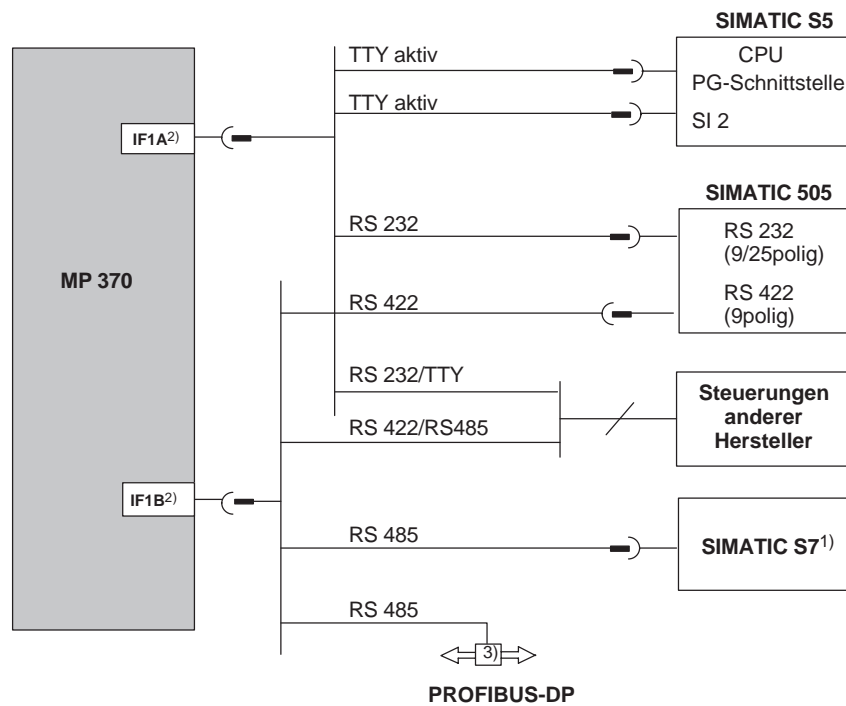 SIMATIC S5
TTY aktiv
CPU
PG-Schnittstelle
TTY aktiv
SI 2
IF1A2)
SIMATIC 505
RS 232
RS 232
(9/25polig)
MP 370
RS 422
RS 422
(9polig)
RS 232/TTY
Steuerungen
anderer
Hersteller
RS 422/RS485
IF1B2)
RS 485
SIMATIC S71)
RS 485
3)
PROFIBUS-DP